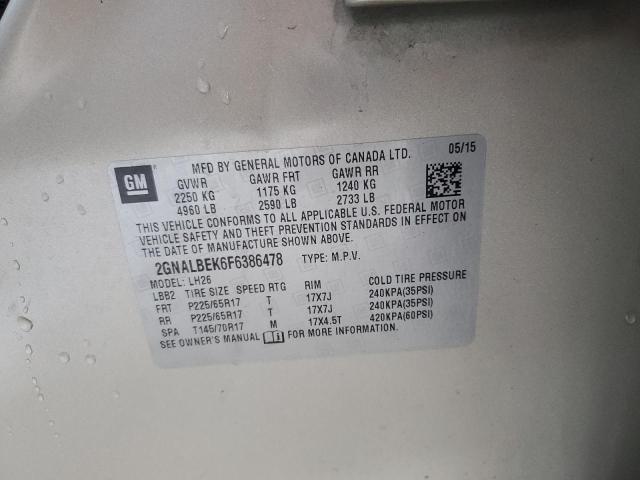 GM
MFD BY GENERAL MOTORS OF CANADA LTD. 05/15
GVWR GAWR FRT GAWR RR
2250 KG 1175 KG 1240 KG
4960 LB 2590 LB 2733 LB
THIS VEHICLE CONFORMS TO ALL APPLICABLE U.S. FEDERAL MOTOR
VEHICLE SAFETY AND THEFT PREVENTION STANDARDS IN EFFECT ON
THE DATE OF MANUFACTURE SHOWN ABOVE.
2GNALBEK6F6386478 TYPE: M.P.V.
MODEL: LH26
LBB2 TIRE SIZE SPEED RTG RIM COLD TIRE PRESSURE
FRT P225/65R17 T 17X7J 240KPA(35PSI)
RR P225/65R17 T 17X7J 240KPA(35PSI)
SPA T145/70R17 M 17X4.5T 420KPA(60PSI)
SEE OWNER'S MANUAL FOR MORE INFORMATION.